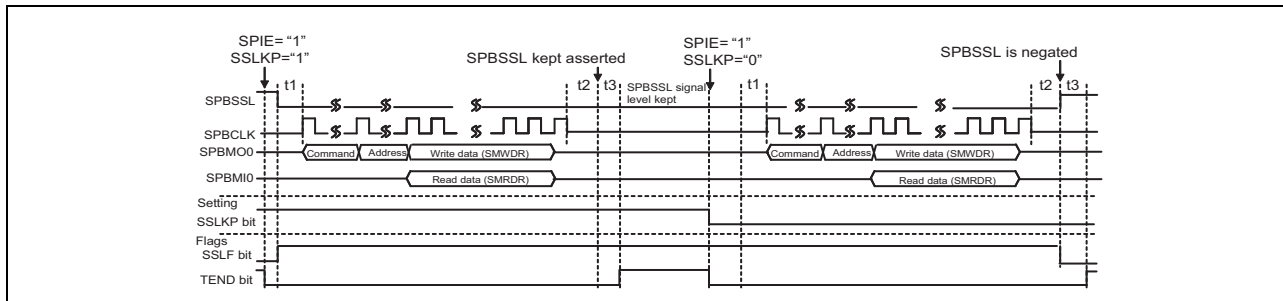 SPIE= “1”
SSLKP=“1”
SPBSSL kept asserted
SPIE= “1”
SSLKP=“0”
SPBSSL is negated
t1
t2
t3
SPBSSL signal
level kept
t1
t2
t3
SPBSSL
SPBCLK
SPBMO0
Command
Address
Write data (SMWDR)
Command
Address
Write data (SMWDR)
SPBMI0
Read data (SMRDR)
Read data (SMRDR)
Setting
SSLKP bit
Flags
SSLF bit
TEND bit